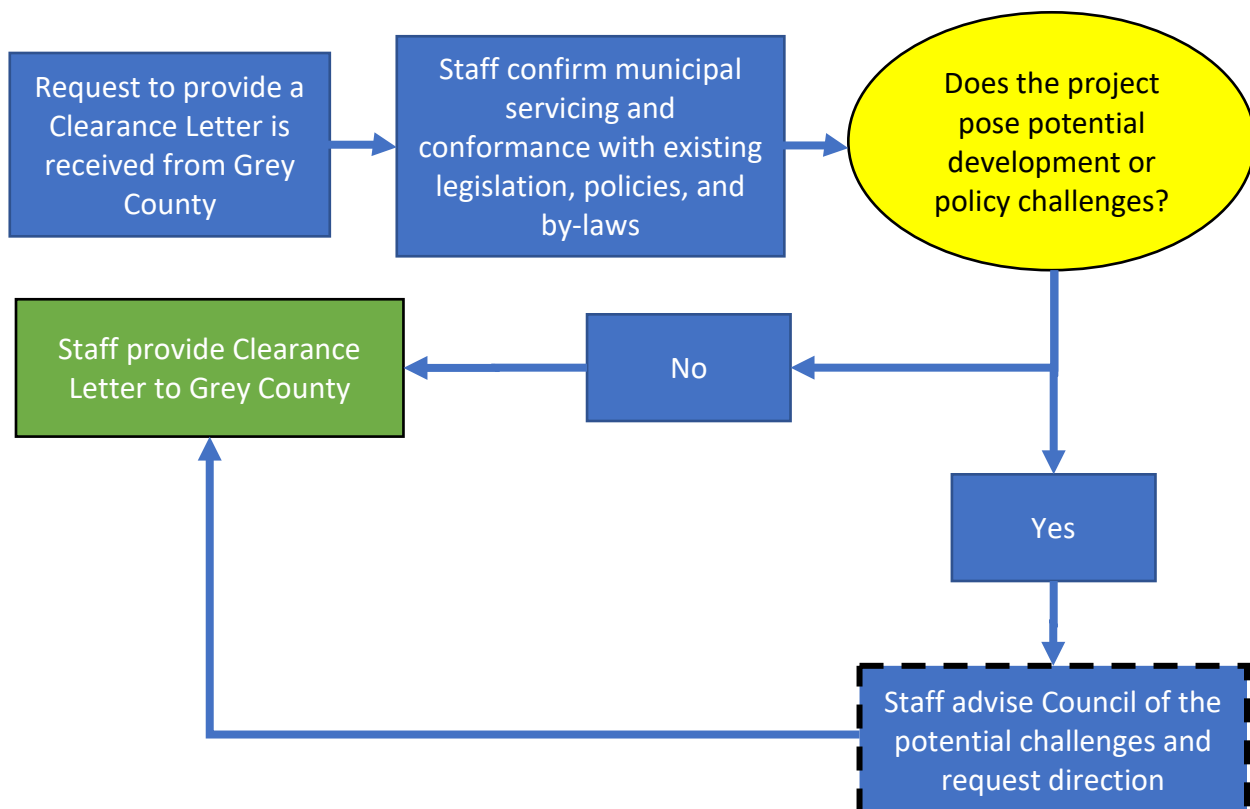 Request to provide a
Clearance Letter is
received from Grey
County
Staff confirm municipal
servicing and
conformance with existing
legislation, policies, and
by-laws
Does the project
pose potential
development or
policy challenges?
Staff provide Clearance
Letter to Grey County
No
Yes
Staff advise Council of the
potential challenges and
request direction